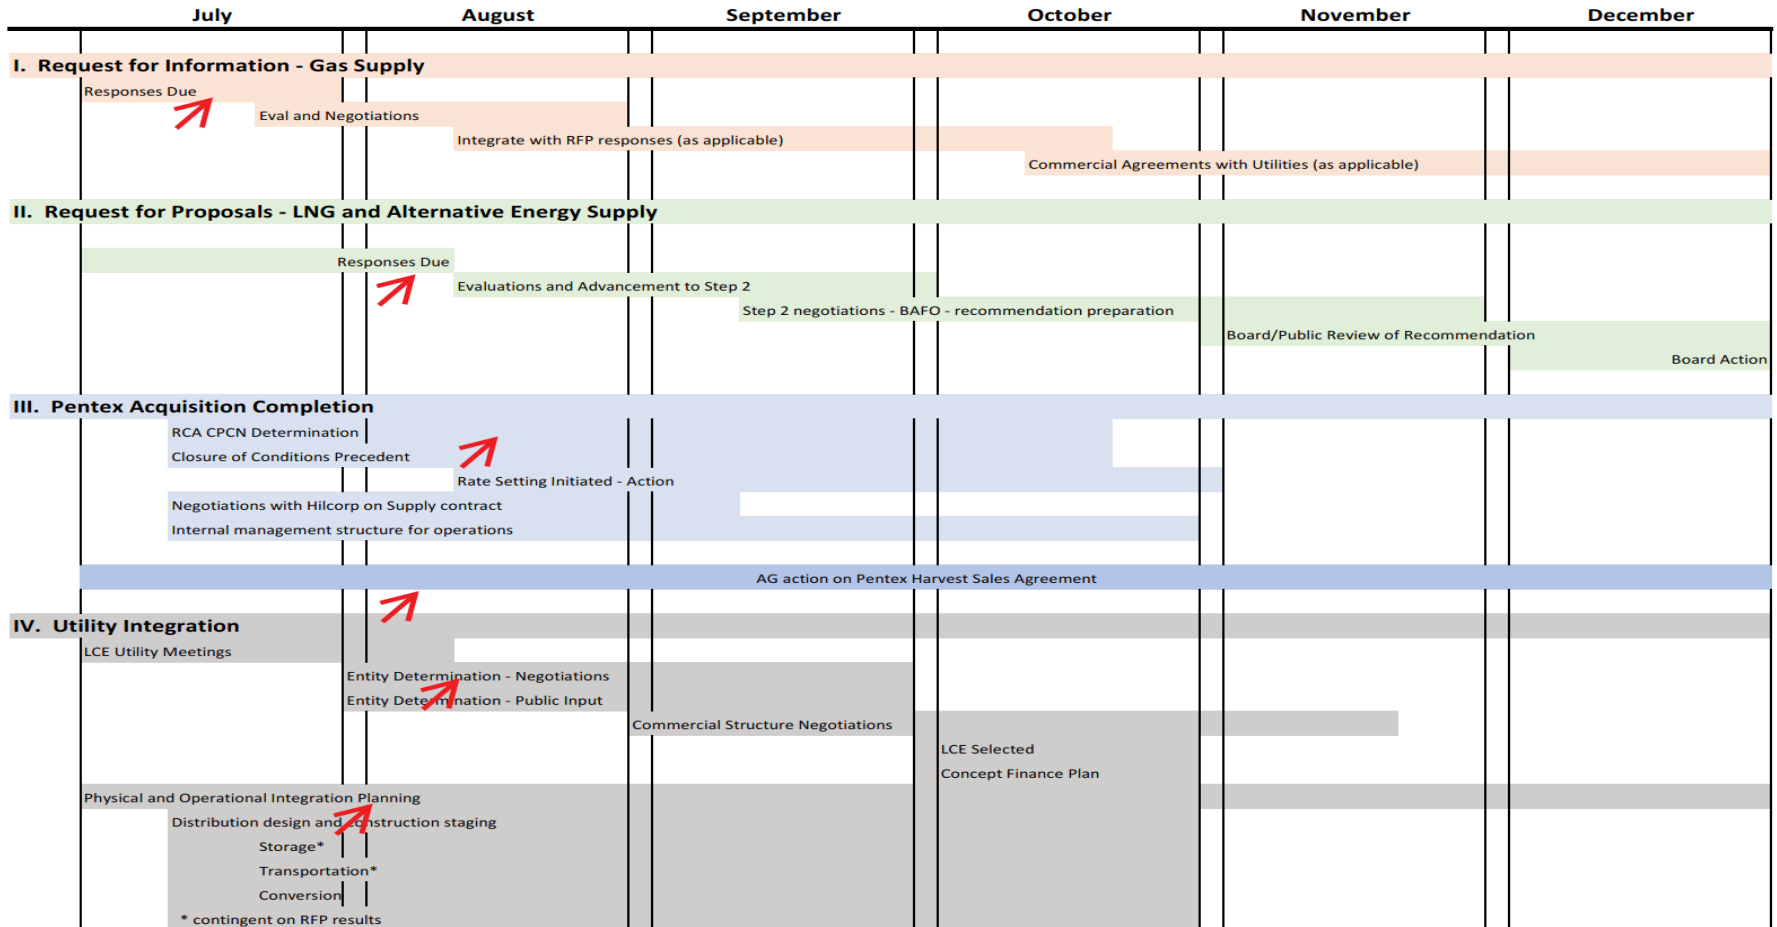 July August September October November December
I. Request for Information - Gas Supply
Responses Due
Eval and Negotiations
Integrate with RFP responses (as applicable)
Commercial Agreements with Utilities (as applicable)
II. Request for Proposals - LNG and Alternative Energy Supply
Responses Due
Evaluations and Advancement to Step 2
Step 2 negotiations - BAFO - recommendation preparation
Board/Public Review of Recommendation
Board Action
III. Pentex Acquisition Completion
RCA CPCN Determination
Closure of Conditions Precedent
Rate Setting Initiated - Action
Negotiations with Hilcorp on Supply contract
Internal management structure for operations
AG action on Pentex Harvest Sales Agreement
IV. Utility Integration
LCE Utility Meetings
Entity Determination - Negotiations
Entity Determination - Public Input
Commercial Structure Negotiations
LCE Selected
Concept Finance Plan
Physical and Operational Integration Planning
Distribution design and construction staging
Storage*
Transportation*
Conversion
* contingent on RFP results